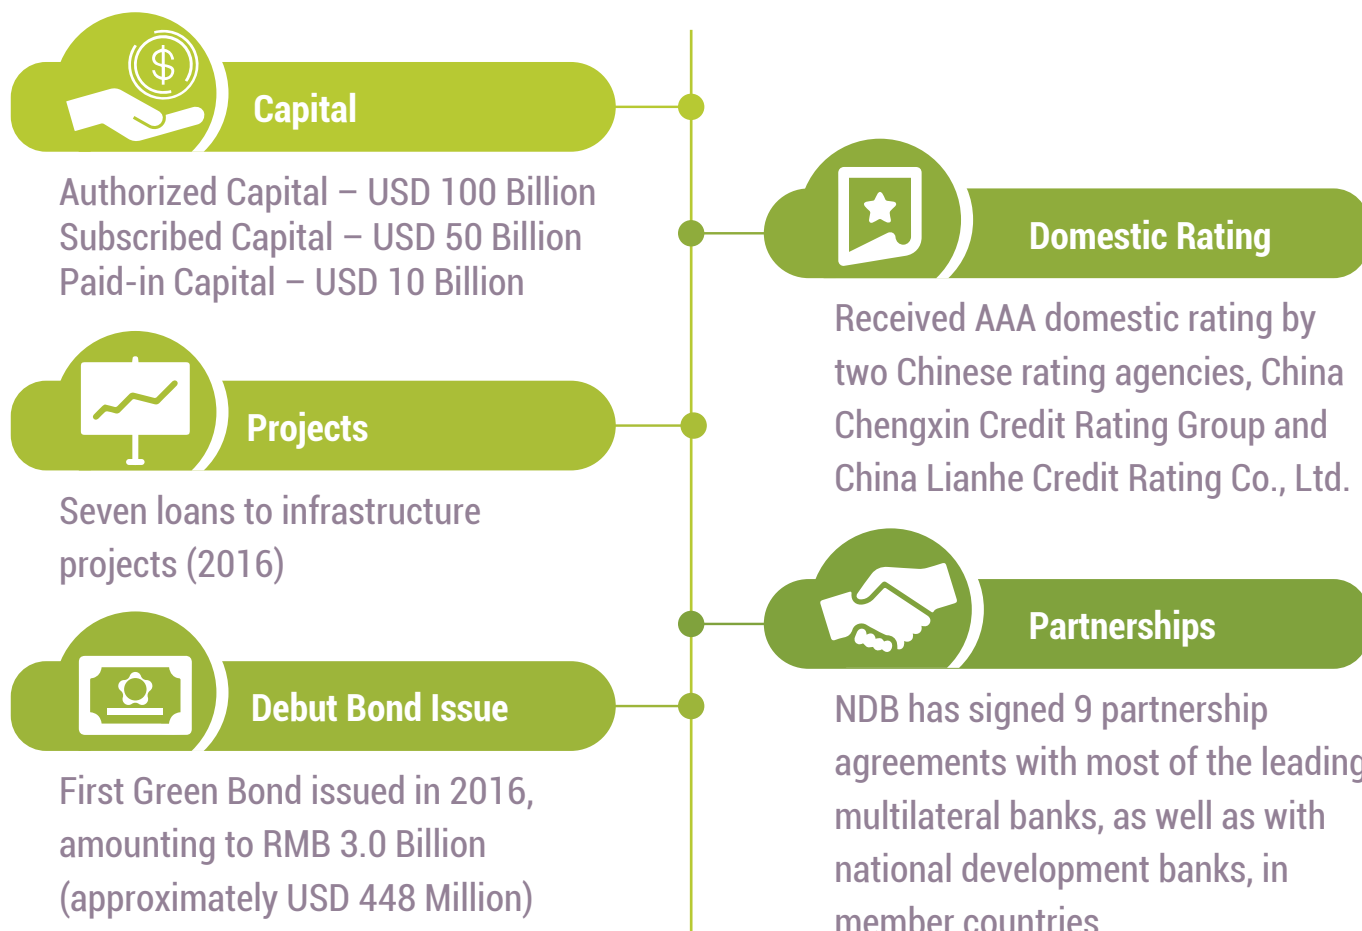 Capital
Authorized Capital – USD 100 Billion
Subscribed Capital – USD 50 Billion
Paid-in Capital – USD 10 Billion
Projects
Seven loans to infrastructure
projects (2016)
Debut Bond Issue
First Green Bond issued in 2016,
amounting to RMB 3.0 Billion
(approximately USD 448 Million)
Domestic Rating
Received AAA domestic rating by
two Chinese rating agencies, China
Chengxin Credit Rating Group and
China Lianhe Credit Rating Co., Ltd.
Partnerships
NDB has signed 9 partnership
agreements with most of the leading
multilateral banks, as well as with
national development banks, in
member countries